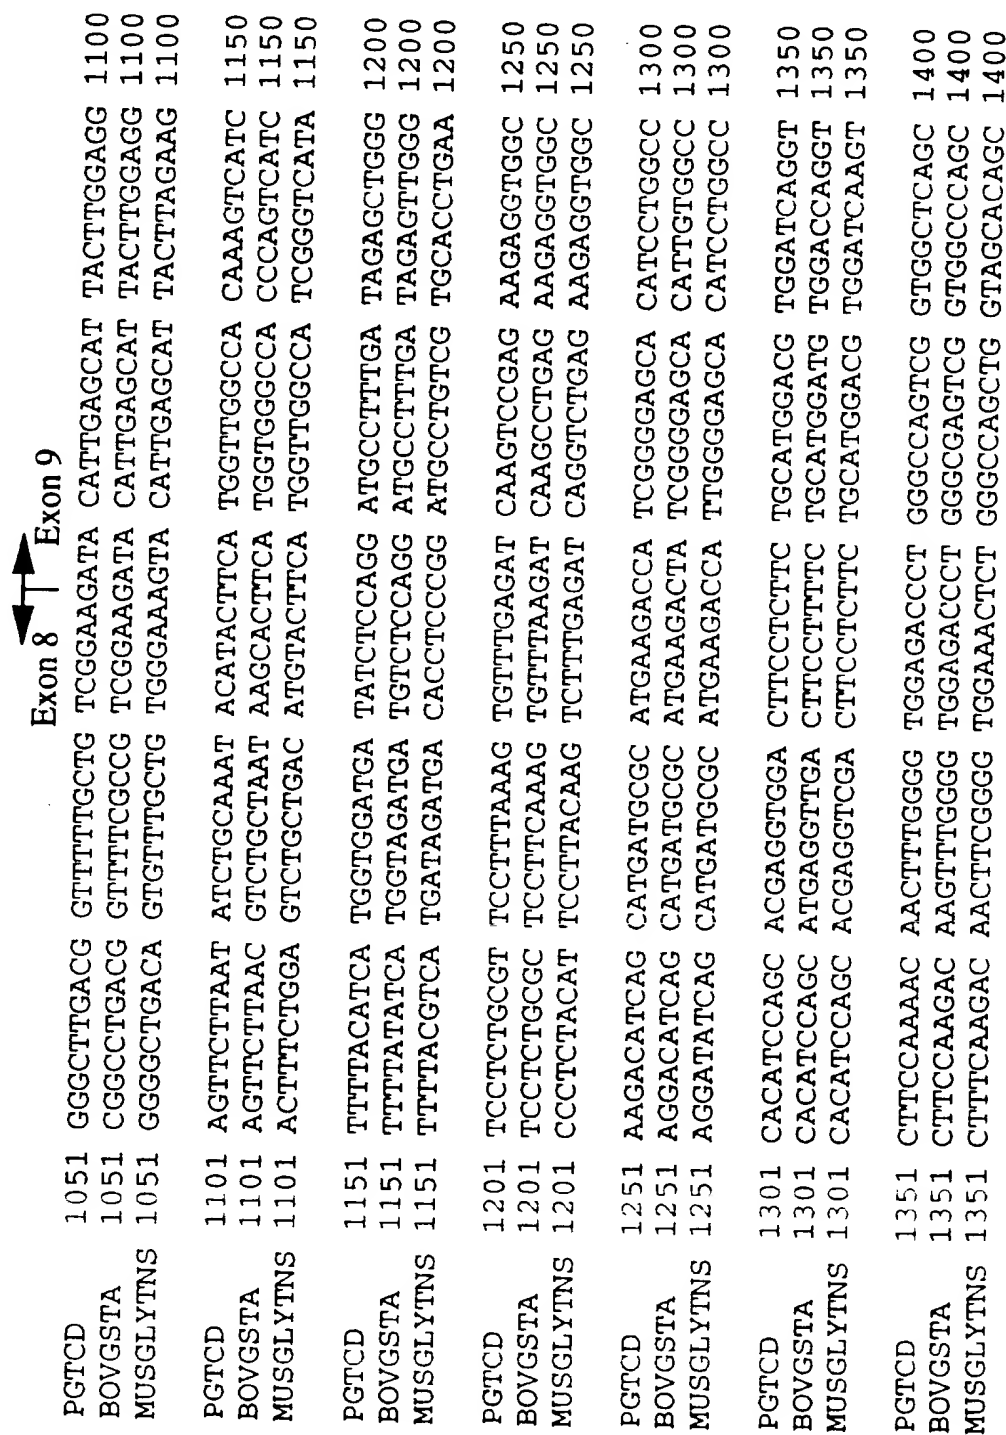 Exon 8 Exon 9
PGTCD 1051 GGGCTTGACG GTTTTTGCTG TCGGAAGATA CATTGAGCAT TACTTGGAGG 1100
BOVGSTA 1051 CGGCCTGACG GTTTTCGCCG TCGGAAGATA CATTGAGCAT TACTTGGAGG 1100
MUSGLYTNS 1051 GGGGCTGACA GTGTTTGCTG TGGGAAAGTA CATTGAGCAT TACTTAGAAG 1100
PGTCD 1101 AGTTCTTAAT ATCTGCAAAT ACATACTTCA TGGTTGGCCA CAAAGTCATC 1150
BOVGSTA 1101 AGTTCTTAAC GTCTGCTAAT AAGCACTTCA TGGTGGGCCA CCCAGTCATC 1150
MUSGLYTNS 1101 ACTTTCTGGA GTCTGCTGAC ATGTACTTCA TGGTTGGCCA TCGGGTCATA 1150
PGTCD 1151 TTTTACATCA TGGTGGATGA TATCTCCAGG ATGCCTTTGA TAGAGCTGGG 1200
BOVGSTA 1151 TTTTATATCA TGGTAGATGA TGTCTCCAGG ATGCCTTTGA TAGAGTTGGG 1200
MUSGLYTNS 1151 TTTTACGTCA TGATAGATGA CACCTCCCGG ATGCCTGTCG TGCACCTGAA 1200
PGTCD 1201 TCCTCTGCGT TCCTTTAAAG TGTTTGAGAT CAAGTCCGAG AAGAGGTGGC 1250
BOVGSTA 1201 TCCTCTGCGC TCCTTCAAAG TGTTTAAGAT CAAGCCTGAG AAGAGGTGGC 1250
MUSGLYTNS 1201 CCCTCTACAT TCCTTACAAG TCTTTGAGAT CAGGTCTGAG AAGAGGTGGC 1250
PGTCD 1251 AAGACATCAG CATGATGCGC ATGAAGACCA TCGGGGAGCA CATCCTGGCC 1300
BOVGSTA 1251 AGGACATCAG CATGATGCGC ATGAAGACTA TCGGGGAGCA CATTGTGGCC 1300
MUSGLYTNS 1251 AGGATATCAG CATGATGCGC ATGAAGACCA TTGGGGAGCA CATCCTGGCC 1300
PGTCD 1301 CACATCCAGC ACGAGGTGGA CTTCCTCTTC TGCATGGACG TGGATCAGGT 1350
BOVGSTA 1301 CACATCCAGC ATGAGGTTGA CTTCCTTTTC TGCATGGATG TGGACCAGGT 1350
MUSGLYTNS 1301 CACATCCAGC ACGAGGTCGA CTTCCTCTTC TGCATGGACG TGGATCAAGT 1350
PGTCD 1351 CTTCCAAAAC AACTTTGGGG TGGAGACCCT GGGCCAGTCG GTGGCTCAGC 1400
BOVGSTA 1351 CTTCCAAGAC AAGTTTGGGG TGGAGACCCT GGGCGAGTCG GTGGCCCAGC 1400
MUSGLYTNS 1351 CTTTCAAGAC AACTTCGGGG TGGAAACTCT GGGCCAGCTG GTAGCACAGC 1400